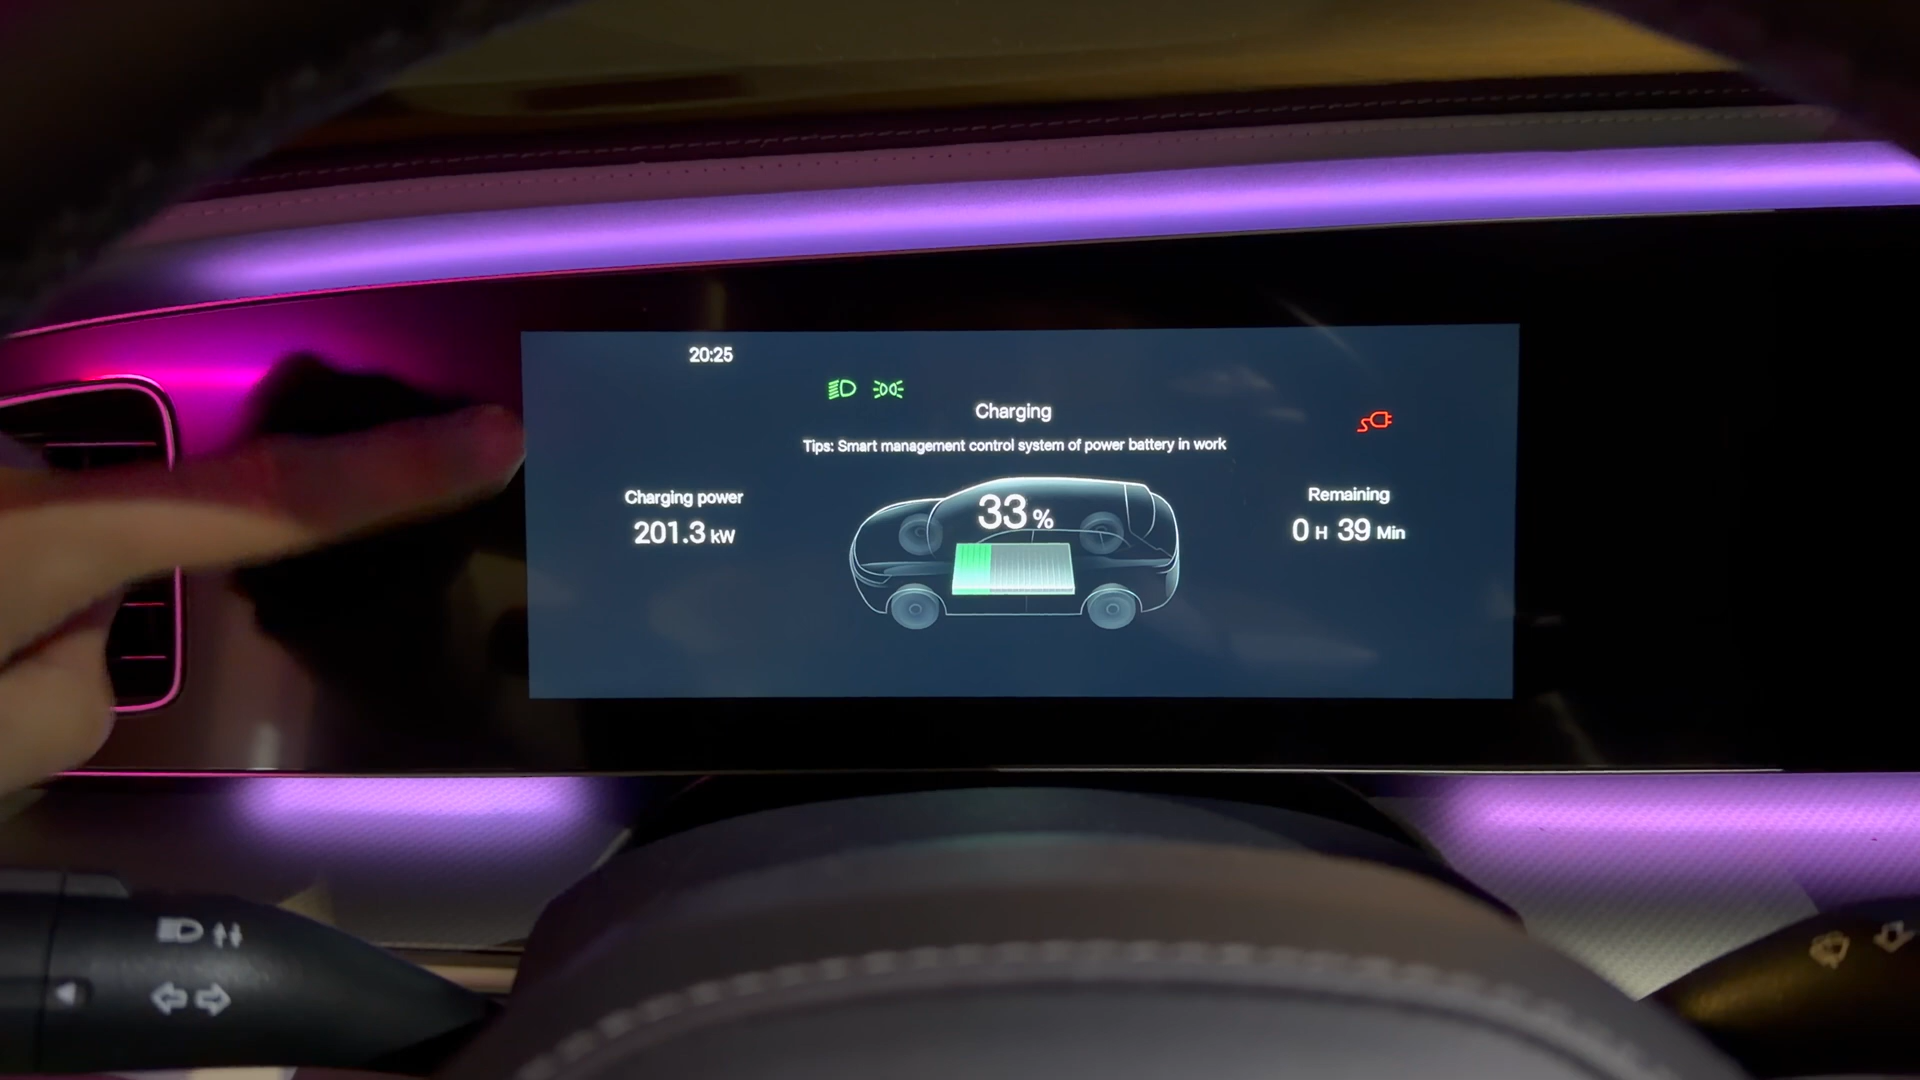 20:25
Charging
Tips: Smart management control system of power battery in work
Charging power
201.3 kW
33 %
Remaining
0 H 39 Min